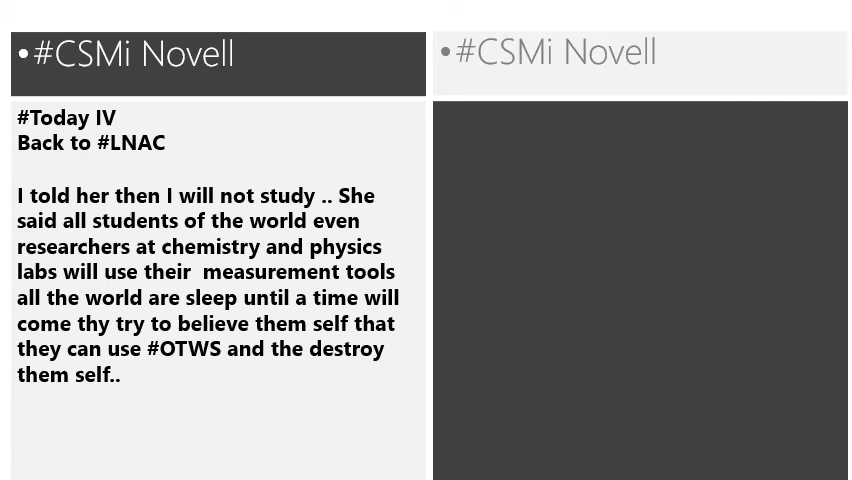 •#CSMi Novell
•#CSMi Novell
#Today IV
Back to #LNAC
I told her then I will not study .. She
said all students of the world even
researchers at chemistry and physics
labs will use their  measurement tools
all the world are sleep until a time will
come thy try to believe them self that
they can use #OTWS and the destroy
them self..